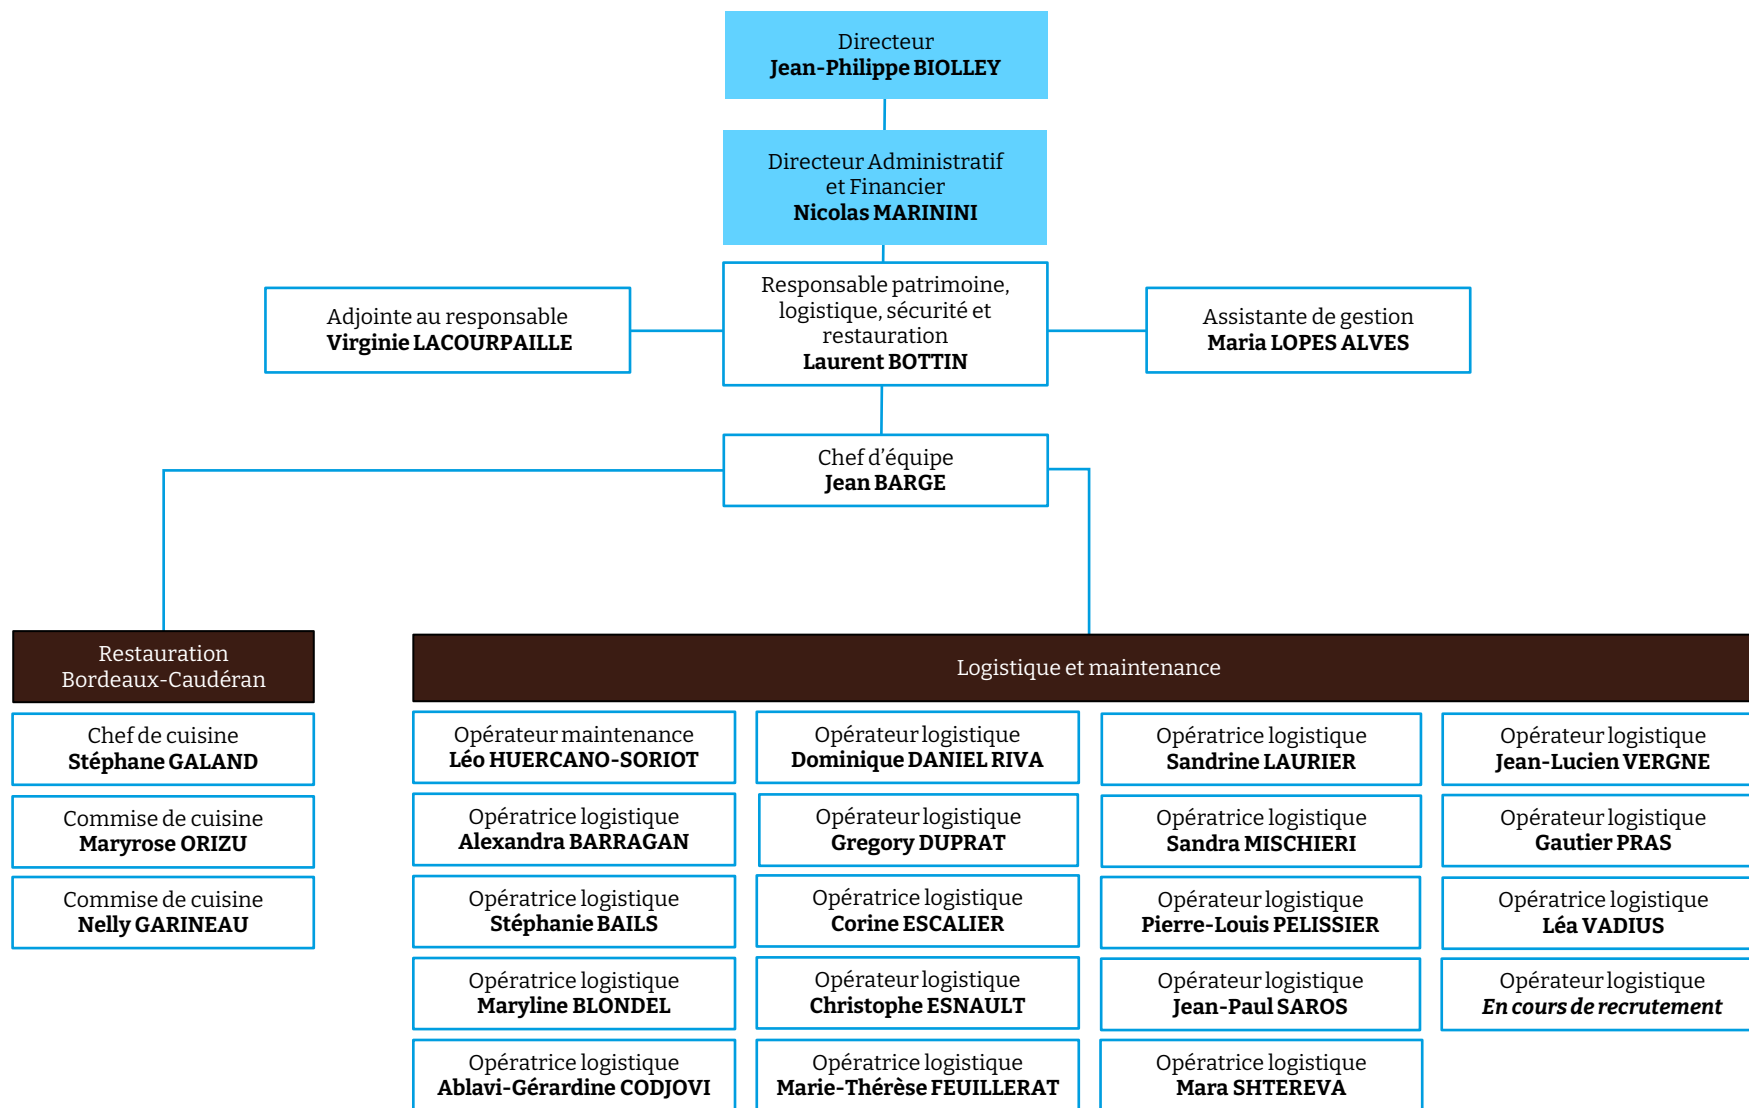 Directeur
Jean-Philippe BIOLLEY
Directeur Administratif
et Financier
Nicolas MARININI
Adjointe au responsable
Virginie LACOURPAILLE
Responsable patrimoine,
logistique, sécurité et
restauration
Laurent BOTTIN
Assistante de gestion
Maria LOPES ALVES
Chef d’équipe
Jean BARGE
Restauration
Bordeaux-Caudéran
Chef de cuisine
Stéphane GALAND
Commise de cuisine
Maryrose ORIZU
Commise de cuisine
Nelly GARINEAU
Logistique et maintenance
Opérateur maintenance
Léo HUERCANO-SORIOT
Opératrice logistique
Alexandra BARRAGAN
Opératrice logistique
Stéphanie BAILS
Opératrice logistique
Maryline BLONDEL
Opératrice logistique
Ablavi-Gérardine CODJOVI
Opérateur logistique
Dominique DANIEL RIVA
Opérateur logistique
Gregory DUPRAT
Opératrice logistique
Corine ESCALIER
Opérateur logistique
Christophe ESNAULT
Opératrice logistique
Marie-Thérèse FEUILLERAT
Opératrice logistique
Sandrine LAURIER
Opératrice logistique
Sandra MISCHIERI
Opérateur logistique
Pierre-Louis PELISSIER
Opérateur logistique
Jean-Paul SAROS
Opératrice logistique
Mara SHTEREVA
Opérateur logistique
Jean-Lucien VERGNE
Opérateur logistique
Gautier PRAS
Opératrice logistique
Léa VADIUS
Opérateur logistique
En cours de recrutement